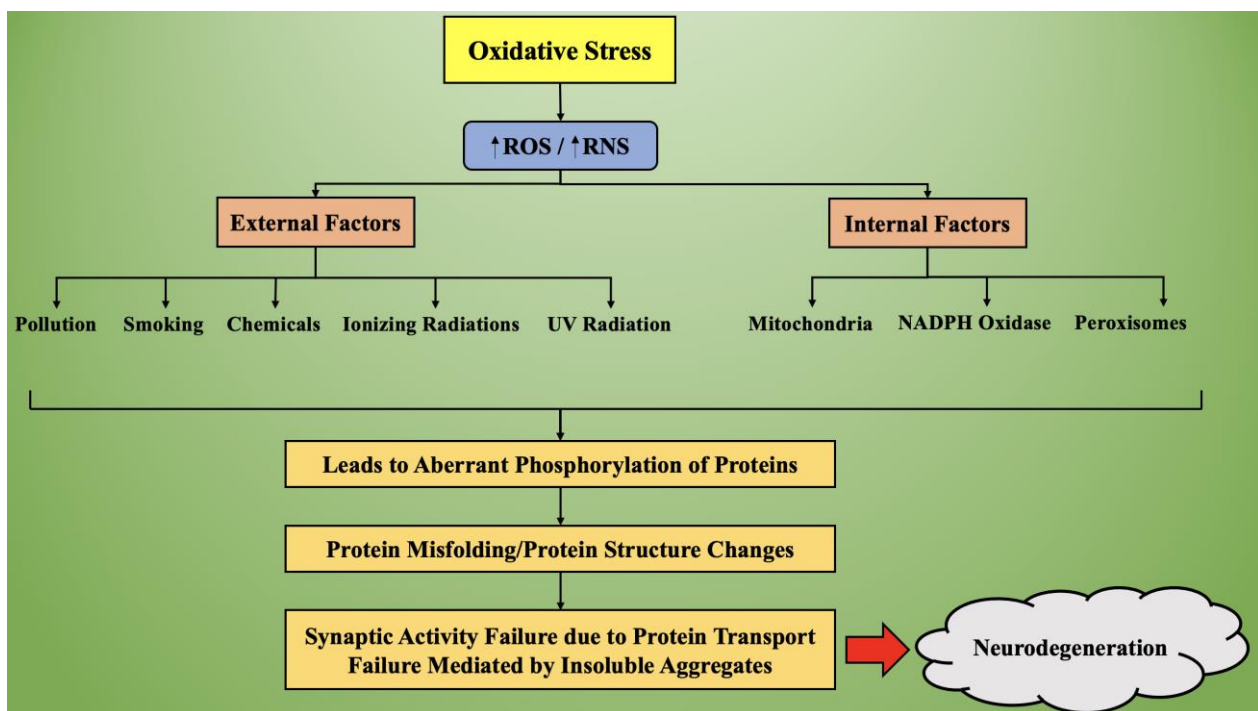 Oxidative Stress
↑ROS / ↑RNS
External Factors
Internal Factors
Pollution
Smoking
Chemicals
Ionizing Radiations
UV Radiation
Mitochondria
NADPH Oxidase
Peroxisomes
Leads to Aberrant Phosphorylation of Proteins
Protein Misfolding/Protein Structure Changes
Synaptic Activity Failure due to Protein Transport
Failure Mediated by Insoluble Aggregates
Neurodegeneration